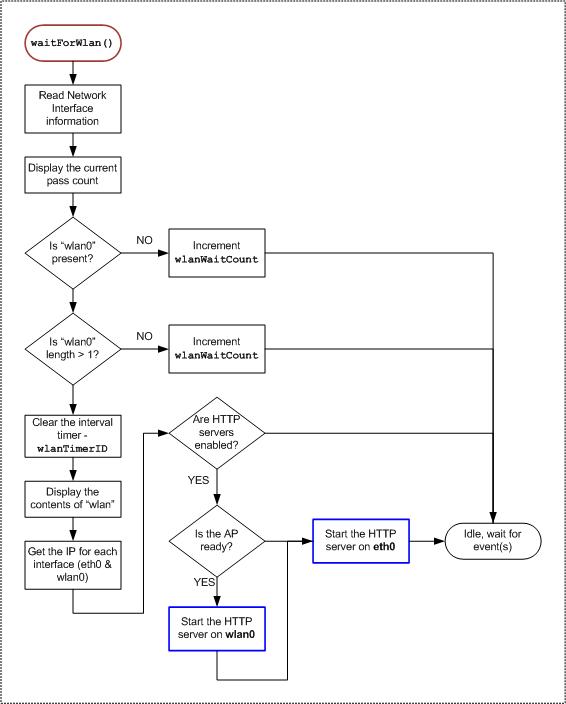 waitForWlan()
Read Network
Interface
information
Display the current
pass count
Is "wlan0"
present?
NO
Increment
wlanWaitCount
Is "wlan0"
length > 1?
NO
Increment
wlanWaitCount
Clear the interval
timer -
wlanTimerID
Display the
contents of "wlan"
Get the IP for each
interface (eth0 &
wlan0)
Are HTTP
servers
enabled?
YES
Is the AP
ready?
YES
Start the HTTP
server on wlan0
Start the HTTP
server on eth0
Idle, wait for
event(s)